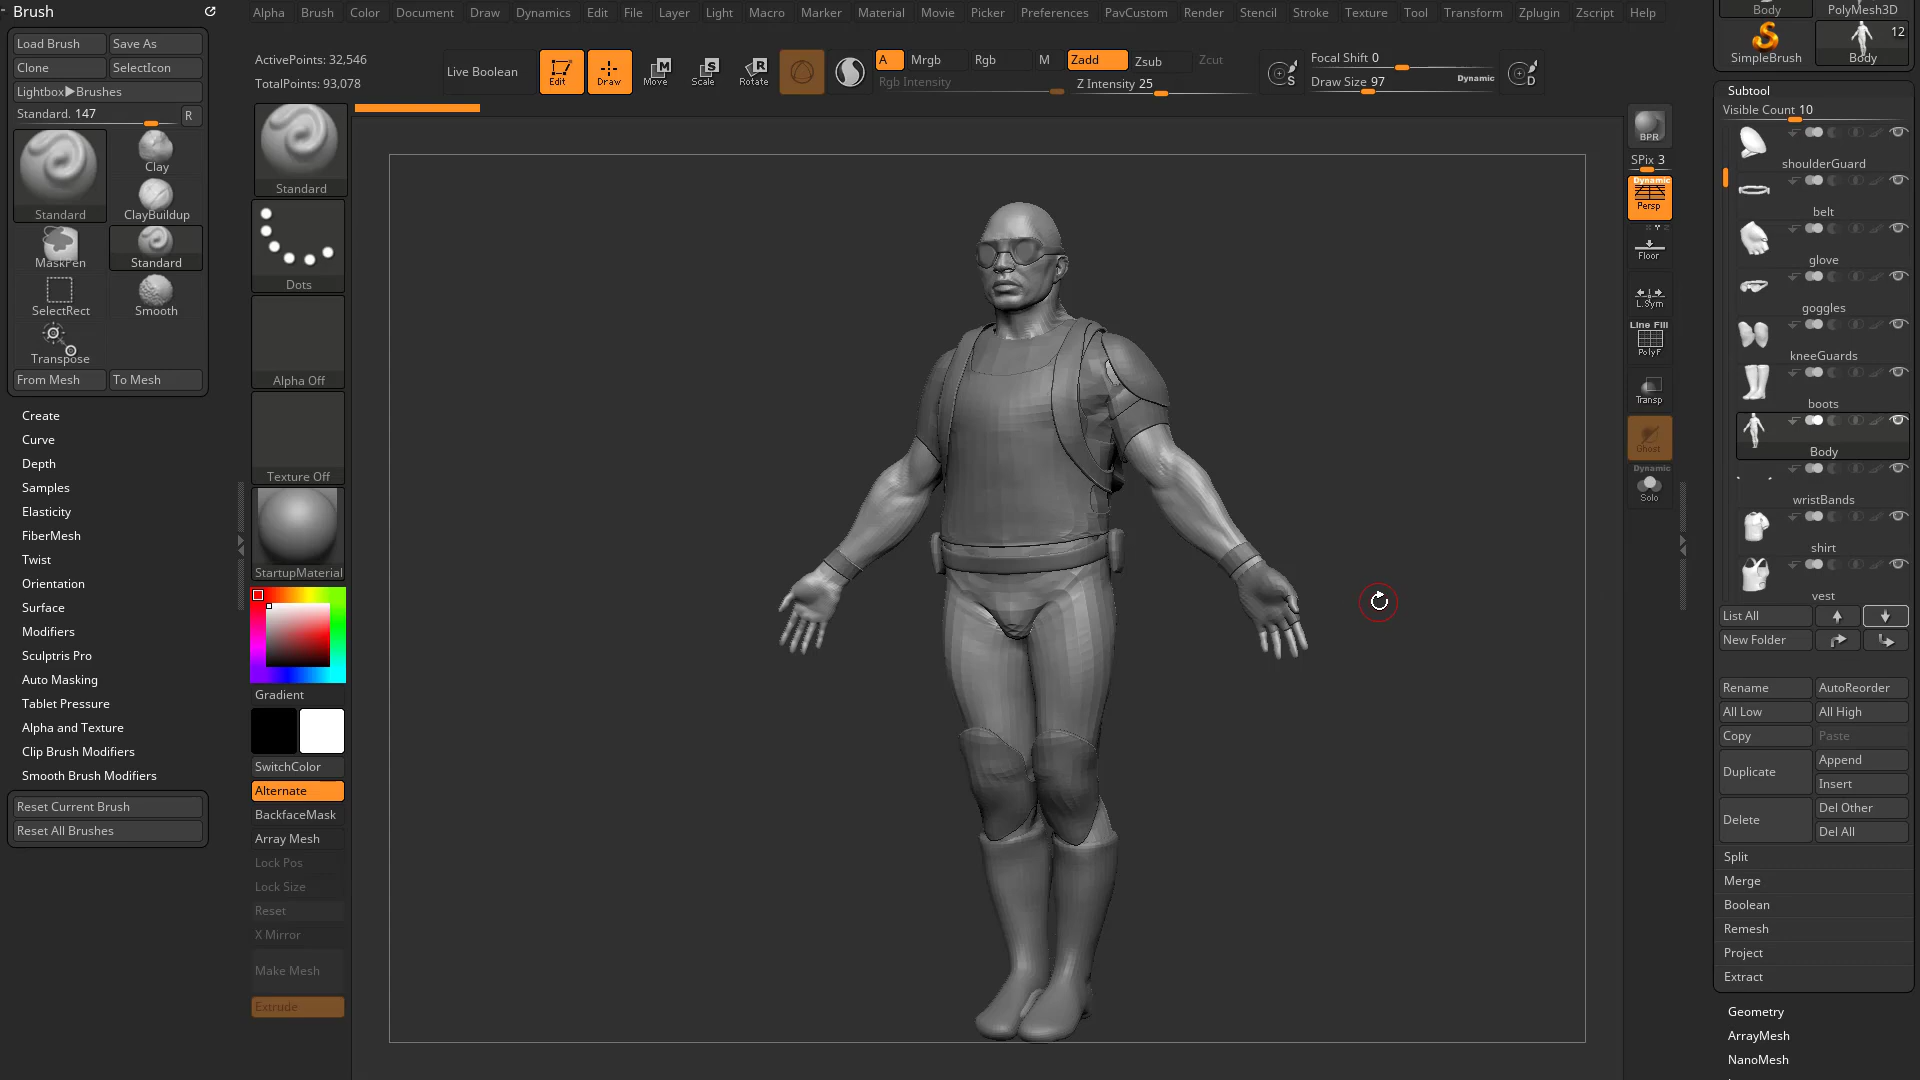 Brush
Alpha Brush Color Document Draw Dynamics Edit File Layer Light Macro Marker Material Movie Picker Preferences PavCustom Render Stencil Stroke Texture Tool Transform Zplugin Zscript Help
Body
PolyMesh3D
SimpleBrush
12
Body
Load Brush
Save As
Clone
SelectIcon
Lightbox▶Brushes
Standard. 147
R
Standard
Clay
ClayBuildup
MaskPen
Standard
SelectRect
Smooth
Transpose
From Mesh
To Mesh
Create
Curve
Depth
Samples
Elasticity
FiberMesh
Twist
Orientation
Surface
Modifiers
Sculptris Pro
Auto Masking
Tablet Pressure
Alpha and Texture
Clip Brush Modifiers
Smooth Brush Modifiers
Reset Current Brush
Reset All Brushes
ActivePoints: 32,546
TotalPoints: 93,078
Live Boolean
Edit
Draw
Move
Scale
Rotate
A
Mrgb
Rgb
M
Rgb Intensity
Zadd
Zsub
Zcut
Z Intensity 25
S
Focal Shift 0
Draw Size 97
Dynamic
D
Standard
Dots
Alpha Off
Texture Off
StartupMaterial
Gradient
SwitchColor
Alternate
BackfaceMask
Array Mesh
Lock Pos
Lock Size
Reset
X Mirror
Make Mesh
Extrude
BPR
SPix 3
Dynamic
Persp
Floor
L.Sym
Line Fill
PolyF
Transp
Ghost
Dynamic
Solo
Subtool
Visible Count 10
shoulderGuard
belt
glove
goggles
kneeGuards
boots
Body
wristBands
shirt
vest
List All
New Folder
Rename
AutoReorder
All Low
All High
Copy
Paste
Duplicate
Append
Insert
Delete
Del Other
Del All
Split
Merge
Boolean
Remesh
Project
Extract
Geometry
ArrayMesh
NanoMesh